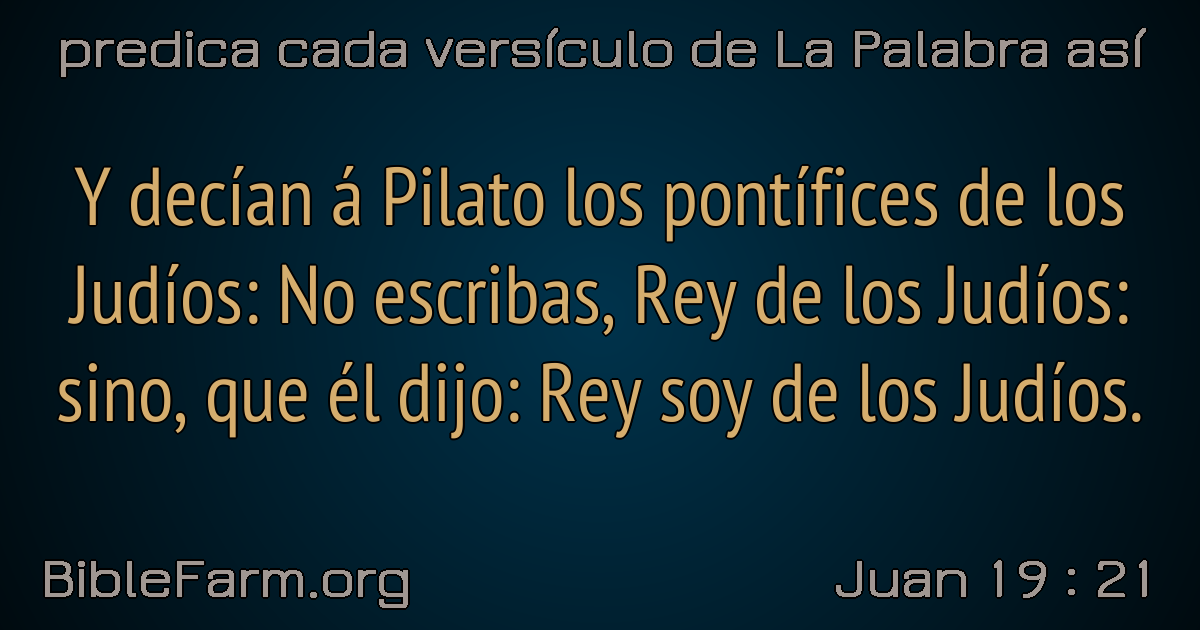 predica cada versículo de La Palabra así
Y decían á Pilato los pontífices de los
Judíos: No escribas, Rey de los Judíos:
sino, que él dijo: Rey soy de los Judíos.
BibleFarm.org
Juan 19 : 21